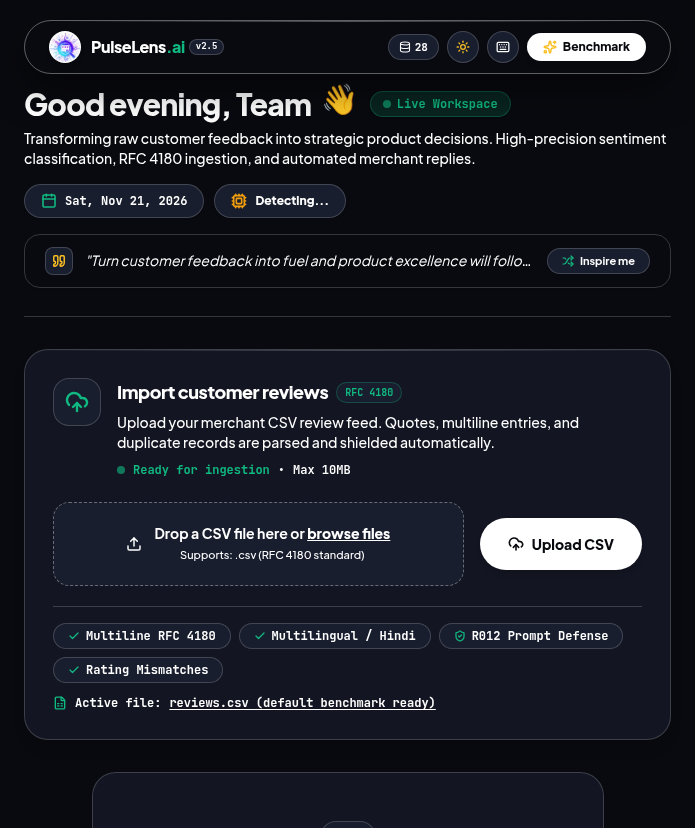 PulseLens.ai v2.5 28 Benchmark
Good evening, Team 👋 Live Workspace
Transforming raw customer feedback into strategic product decisions. High-precision sentiment
classification, RFC 4180 ingestion, and automated merchant replies.
Sat, Nov 21, 2026 Detecting...
"Turn customer feedback into fuel and product excellence will follo... Inspire me
Import customer reviews RFC 4180
Upload your merchant CSV review feed. Quotes, multiline entries, and
duplicate records are parsed and shielded automatically.
Ready for ingestion • Max 10MB
Drop a CSV file here or browse files
Supports: .csv (RFC 4180 standard)
Upload CSV
Multiline RFC 4180 Multilingual / Hindi R012 Prompt Defense
Rating Mismatches
Active file: reviews.csv (default benchmark ready)